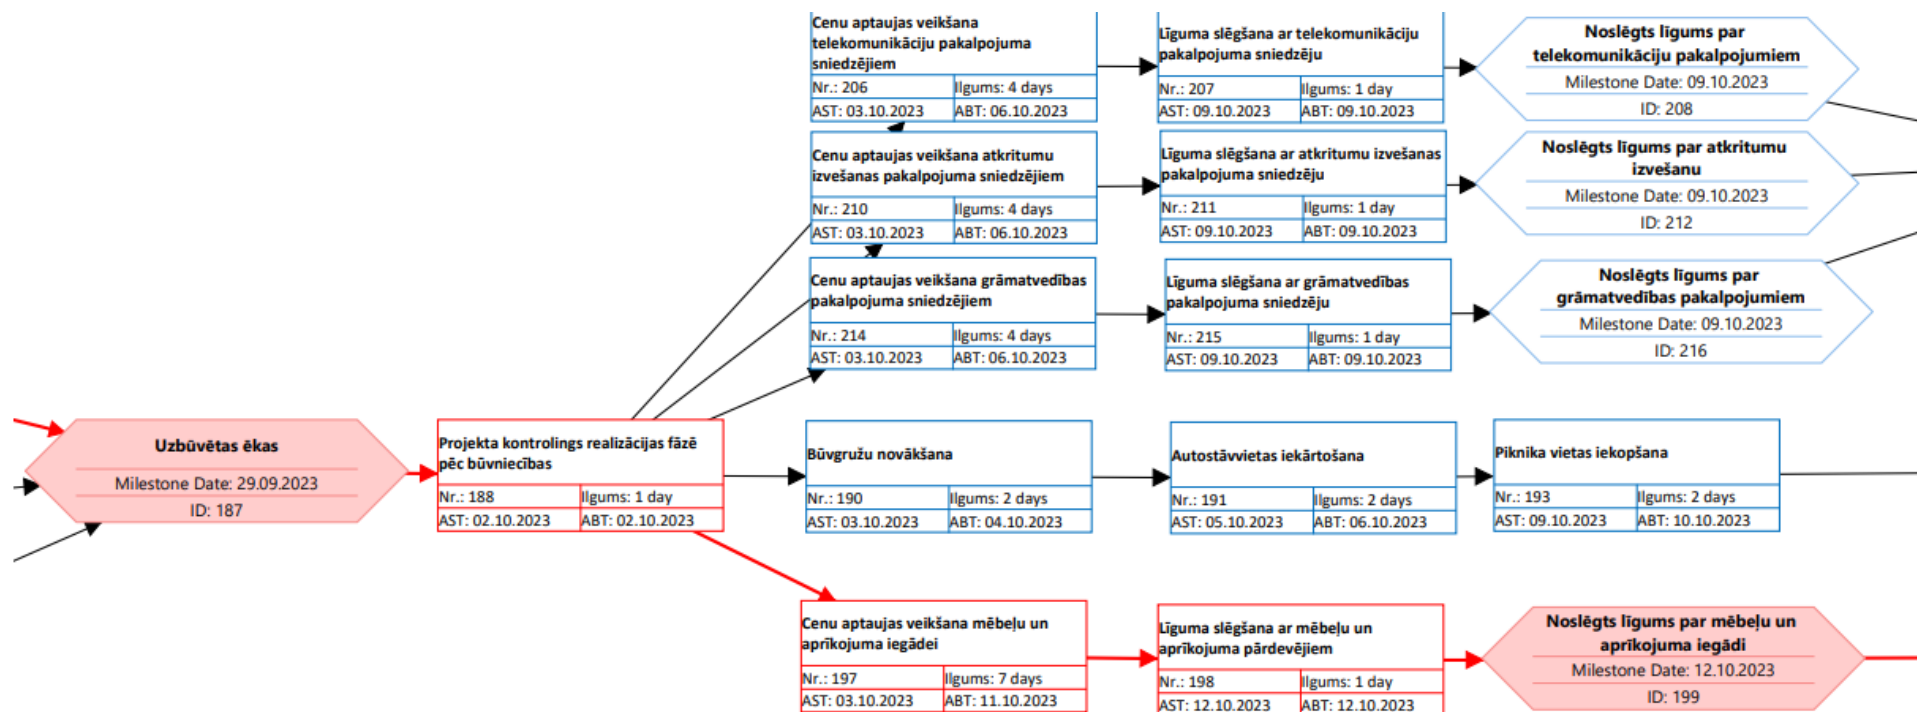 Cenu aptaujas veikšana
telekomunikāciju pakalpojuma
sniedzējiem
Nr.: 206 Ilgums: 4 days
AST: 03.10.2023 ABT: 06.10.2023
Līguma slēgšana ar telekomunikāciju
pakalpojuma sniedzēju
Nr.: 207 Ilgums: 1 day
AST: 09.10.2023 ABT: 09.10.2023
Noslēgts līgums par
telekomunikāciju pakalpojumiem
Milestone Date: 09.10.2023
ID: 208
Cenu aptaujas veikšana atkritumu
izvešanas pakalpojuma sniedzējiem
Nr.: 210 Ilgums: 4 days
AST: 03.10.2023 ABT: 06.10.2023
Līguma slēgšana ar atkritumu izvešanas
pakalpojuma sniedzēju
Nr.: 211 Ilgums: 1 day
AST: 09.10.2023 ABT: 09.10.2023
Noslēgts līgums par atkritumu
izvešanu
Milestone Date: 09.10.2023
ID: 212
Cenu aptaujas veikšana grāmatvedības
pakalpojuma sniedzējiem
Nr.: 214 Ilgums: 4 days
AST: 03.10.2023 ABT: 06.10.2023
Līguma slēgšana ar grāmatvedības
pakalpojuma sniedzēju
Nr.: 215 Ilgums: 1 day
AST: 09.10.2023 ABT: 09.10.2023
Noslēgts līgums par
grāmatvedības pakalpojumiem
Milestone Date: 09.10.2023
ID: 216
Uzbūvētas ēkas
Milestone Date: 29.09.2023
ID: 187
Projekta kontrolings realizācijas fāzē
pēc būvniecības
Nr.: 188 Ilgums: 1 day
AST: 02.10.2023 ABT: 02.10.2023
Būvgružu novākšana
Nr.: 190 Ilgums: 2 days
AST: 03.10.2023 ABT: 04.10.2023
Autostāvvietas iekārtošana
Nr.: 191 Ilgums: 2 days
AST: 05.10.2023 ABT: 06.10.2023
Piknika vietas iekopšana
Nr.: 193 Ilgums: 2 days
AST: 09.10.2023 ABT: 10.10.2023
Cenu aptaujas veikšana mēbeļu un
aprīkojuma iegādei
Nr.: 197 Ilgums: 7 days
AST: 03.10.2023 ABT: 11.10.2023
Līguma slēgšana ar mēbeļu un
aprīkojuma pārdevējiem
Nr.: 198 Ilgums: 1 day
AST: 12.10.2023 ABT: 12.10.2023
Noslēgts līgums par mēbeļu un
aprīkojuma iegādi
Milestone Date: 12.10.2023
ID: 199